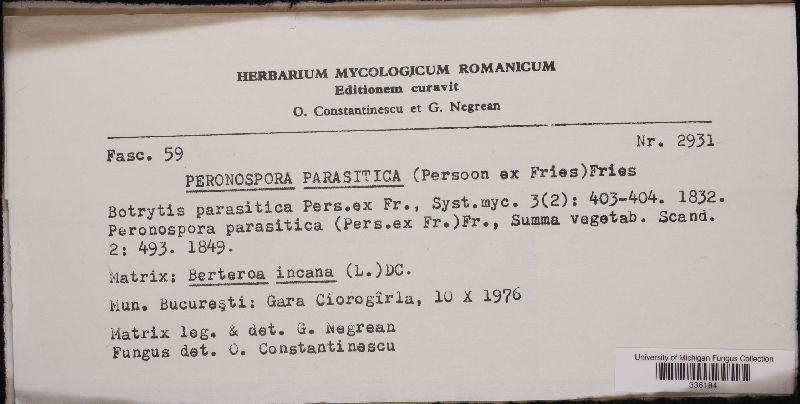 HERBARIUM MYCOLOGICUM ROMANICUM
Editionem curavit
O. Constantinescu et G. Negrean
Nr. 2931
Fasc. 59
PERONOSPORA PARASITICA (Persoon ex Fries)Fries
Botrytis parasitica Pers.ex Fr., Syst.myc. 3(2): 403-404. 1832.
Peronospora parasitica (Pers.ex Fr.)Fr., Summa vegetab. Scand.
2: 493. 1849.
Matrix: Berteroa incana (L.)DC.
Mun. Bucureşti: Gara Ciorogîrla, 10 X 1976
Matrix leg. & det. G. Negrean
Fungus det. O. Constantinescu
University of Michigan Fungus Collection
336184